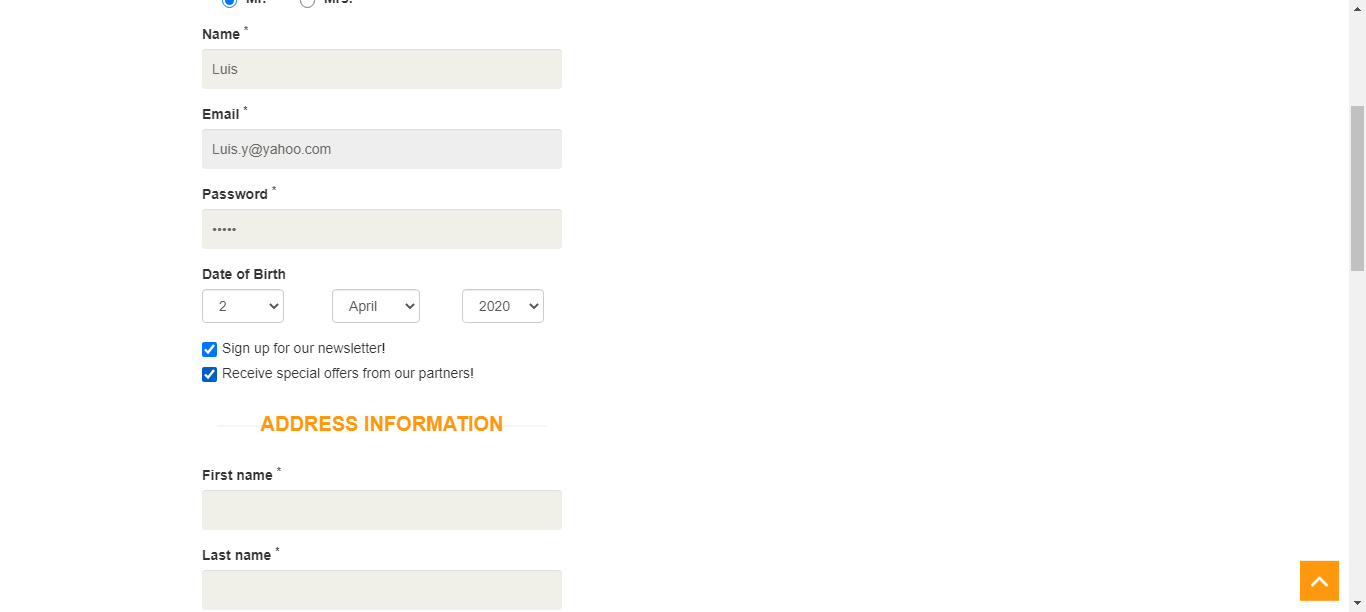 Mr. Mrs.
Name *
Luis
Email *
Luis.y@yahoo.com
Password *
•••••
Date of Birth
2 April 2020
Sign up for our newsletter!
Receive special offers from our partners!
ADDRESS INFORMATION
First name *
Last name *